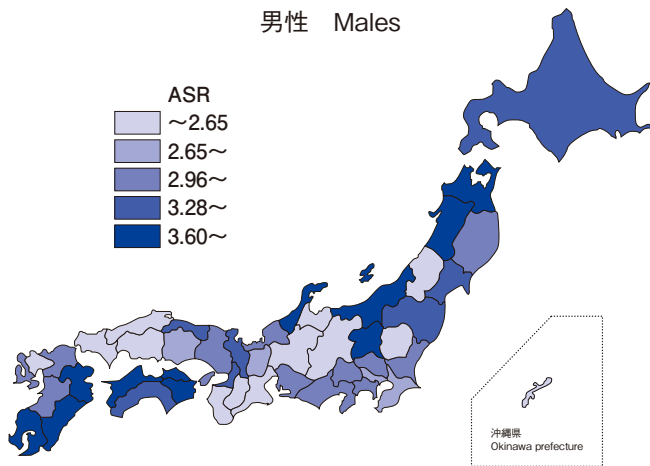 男性 Males
ASR
～2.65
2.65～
2.96～
3.28～
3.60～
沖縄県
Okinawa prefecture